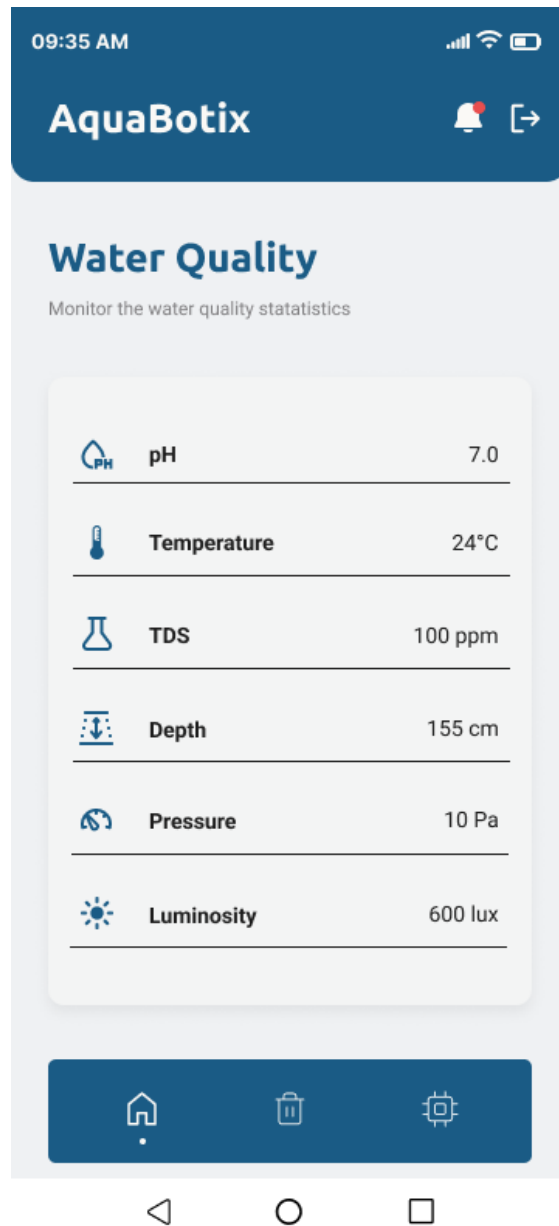 09:35 AM
AquaBotix
Water Quality
Monitor the water quality statatistics
PH
pH 7.0
Temperature 24°C
TDS 100 ppm
Depth 155 cm
Pressure 10 Pa
Luminosity 600 lux